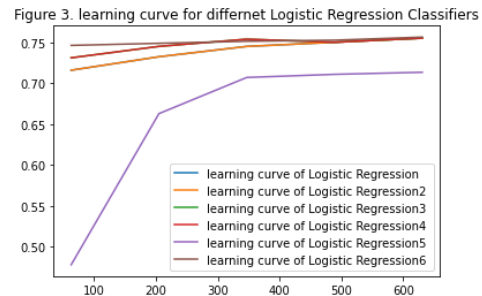 Figure 3. learning curve for differnet Logistic Regression Classifiers
0.75
0.70
0.65
0.60
0.55
0.50
learning curve of Logistic Regression
learning curve of Logistic Regression2
learning curve of Logistic Regression3
learning curve of Logistic Regression4
learning curve of Logistic Regression5
learning curve of Logistic Regression6
100 200 300 400 500 600